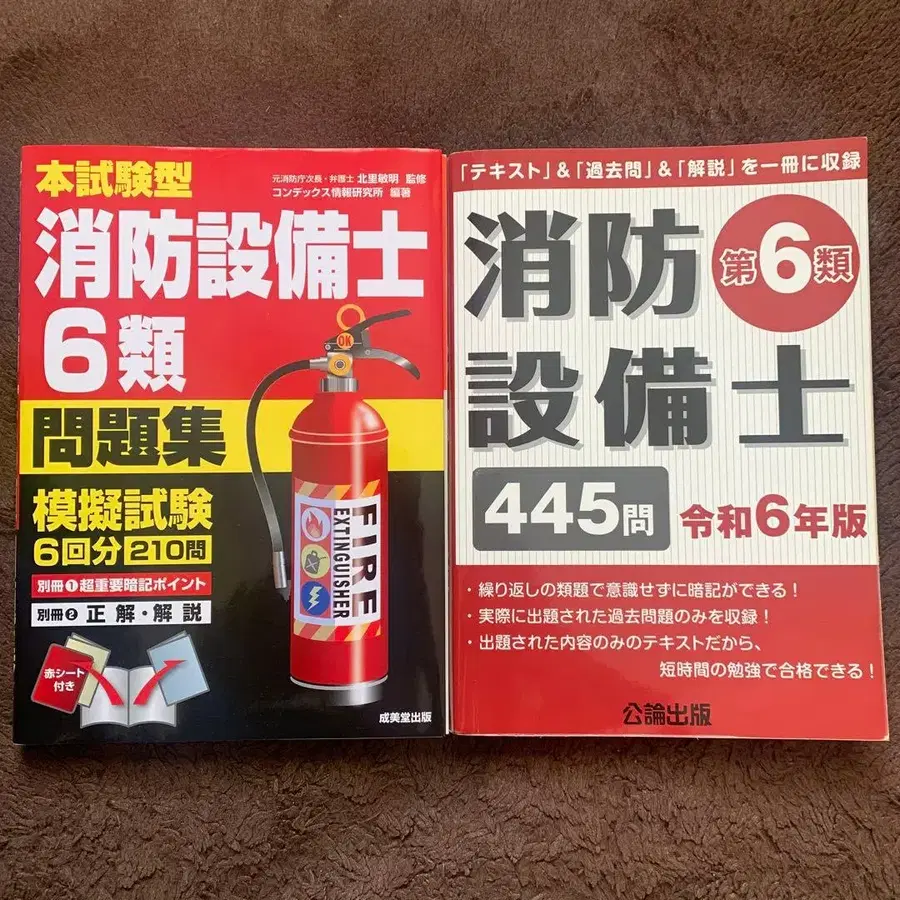 本試験型
元消防庁次長・弁護士 北里敏明 監修
コンデックス情報研究所 編著
消防設備士
6類
問題集
模擬試験
6回分 210問
別冊❶ 超重要暗記ポイント
別冊❷ 正解・解説
赤シート
付き
OK
FIRE
EXTINGUISHER
成美堂出版
「テキスト」&「過去問」&「解説」を一冊に収録
消防
第6類
設備士
445問
令和6年版
・繰り返しの類題で意識せずに暗記ができる!
・実際に出題された過去問題のみを収録!
・出題された内容のみのテキストだから、
短時間の勉強で合格できる!
公論出版